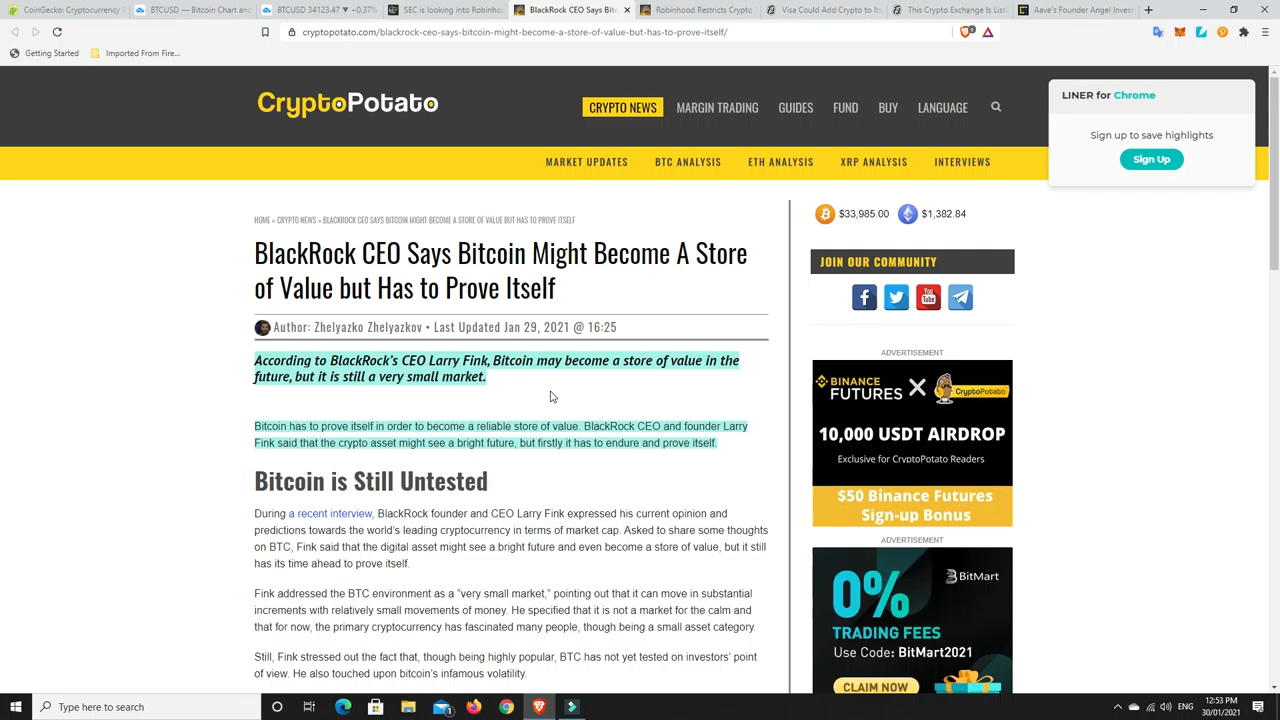 CoinGecko: Cryptocurrency P
BTCUSD — Bitcoin Chart and
BTCUSD 34123.47 ▼ −0.37%
SEC is looking into Robinhoo
BlackRock CEO Says Bitc
Robinhood Restricts Crypto
Visa Could Add Crypto to Its
This Crypto Exchange Is List
Aave's Founder Angel Invest
cryptopotato.com/blackrock-ceo-says-bitcoin-might-become-a-store-of-value-but-has-to-prove-itself/
Getting Started
Imported From Fire...
CryptoPotato
CRYPTO NEWS
MARGIN TRADING
GUIDES
FUND
BUY
LANGUAGE
LINER for Chrome
Sign up to save highlights
Sign Up
MARKET UPDATES
BTC ANALYSIS
ETH ANALYSIS
XRP ANALYSIS
INTERVIEWS
HOME » CRYPTO NEWS » BLACKROCK CEO SAYS BITCOIN MIGHT BECOME A STORE OF VALUE BUT HAS TO PROVE ITSELF
BlackRock CEO Says Bitcoin Might Become A Store
of Value but Has to Prove Itself
Author: Zhelyazko Zhelyazkov • Last Updated Jan 29, 2021 @ 16:25
According to BlackRock's CEO Larry Fink, Bitcoin may become a store of value in the
future, but it is still a very small market.
Bitcoin has to prove itself in order to become a reliable store of value. BlackRock CEO and founder Larry
Fink said that the crypto asset might see a bright future, but firstly it has to endure and prove itself.
Bitcoin is Still Untested
During a recent interview, BlackRock founder and CEO Larry Fink expressed his current opinion and
predictions towards the world's leading cryptocurrency in terms of market cap. Asked to share some thoughts
on BTC, Fink said that the digital asset might see a bright future and even become a store of value, but it still
has its time ahead to prove itself.
Fink addressed the BTC environment as a "very small market," pointing out that it can move in substantial
increments with relatively small movements of money. He specified that it is not a market for the calm and
that for now, the primary cryptocurrency has fascinated many people, though being a small asset category.
Still, Fink stressed out the fact that, though being highly popular, BTC has not yet tested on investors' point
of view. He also touched upon bitcoin's infamous volatility.
$33,985.00
$1,382.84
JOIN OUR COMMUNITY
You
Tube
ADVERTISEMENT
BINANCE
FUTURES
CryptoPotato
10,000 USDT AIRDROP
Exclusive for CryptoPotato Readers
$50 Binance Futures
Sign-up Bonus
ADVERTISEMENT
BitMart
0%
TRADING FEES
Use Code: BitMart2021
CLAIM NOW
Type here to search
ENG
12:53 PM
30/01/2021